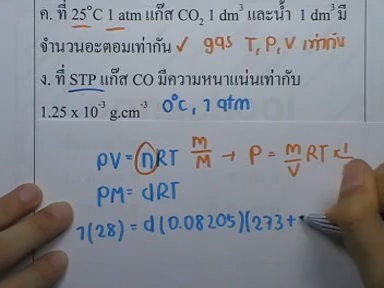 ค. ที่ 25°C 1 atm แก๊ส CO₂ 1 dm³ และน้ำ 1 dm³ มี
จำนวนอะตอมเท่ากัน ✓ gas T, P, V เท่ากัน
ง. ที่ STP แก๊ส CO มีความหนาแน่นเท่ากับ
1.25 x 10⁻³ g.cm⁻³ 0°C, 1 atm
PV = nRT m/M → P = m/V RT x 1/
PM = dRT
1(28) = d(0.08205)(273+